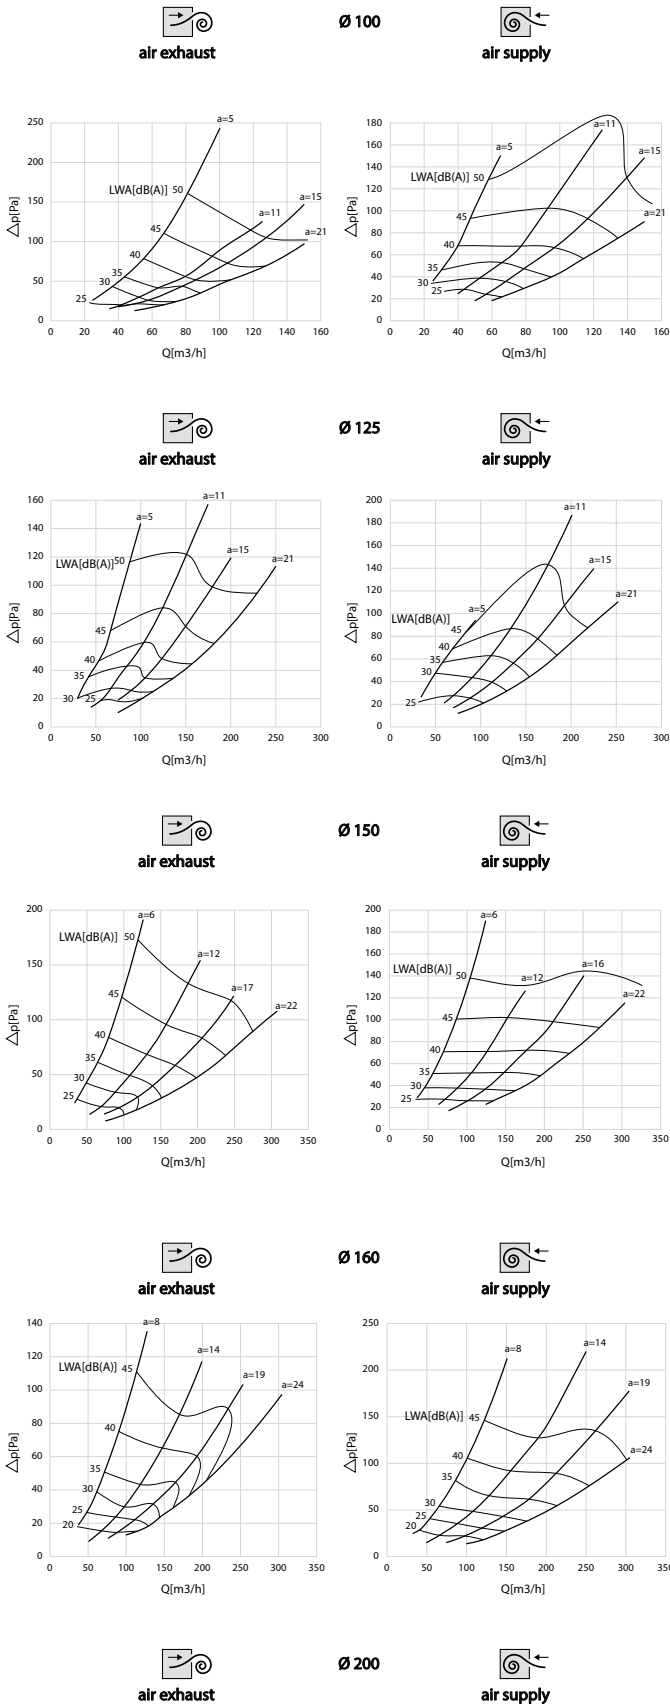 Ø 100
air exhaust air supply
a=5
a=11
a=15
a=21
LWA[dB(A)] 50
45
40
35
30
25
250
200
150
100
50
0
△p[Pa]
0 20 40 60 80 100 120 140 160
Q[m3/h]
a=5
a=11
a=15
a=21
LWA[dB(A)] 50
45
40
35
30
25
180
160
140
120
100
80
60
40
20
0
△p[Pa]
0 20 40 60 80 100 120 140 160
Q[m3/h]
Ø 125
air exhaust air supply
a=5
a=11
a=15
a=21
LWA[dB(A)] 50
45
40
35
30
25
160
140
120
100
80
60
40
20
0
△p[Pa]
0 50 100 150 200 250 300
Q[m3/h]
a=5
a=11
a=15
a=21
LWA[dB(A)]
45
40
35
30
25
200
180
160
140
120
100
80
60
40
20
0
△p[Pa]
0 50 100 150 200 250 300
Q[m3/h]
Ø 150
air exhaust air supply
a=6
a=12
a=17
a=22
LWA[dB(A)] 50
45
40
35
30
25
200
150
100
50
0
△p[Pa]
0 50 100 150 200 250 300 350
Q[m3/h]
a=6
a=12
a=16
a=22
LWA[dB(A)] 50
45
40
35
30
25
200
180
160
140
120
100
80
60
40
20
0
△p[Pa]
0 50 100 150 200 250 300 350
Q[m3/h]
Ø 160
air exhaust air supply
a=8
a=14
a=19
a=24
LWA[dB(A)] 45
40
35
30
25
20
140
120
100
80
60
40
20
0
△p[Pa]
0 50 100 150 200 250 300 350
Q[m3/h]
a=8
a=14
a=19
a=24
LWA[dB(A)] 45
40
35
30
25
20
250
200
150
100
50
0
△p[Pa]
0 50 100 150 200 250 300 350
Q[m3/h]
Ø 200
air exhaust air supply